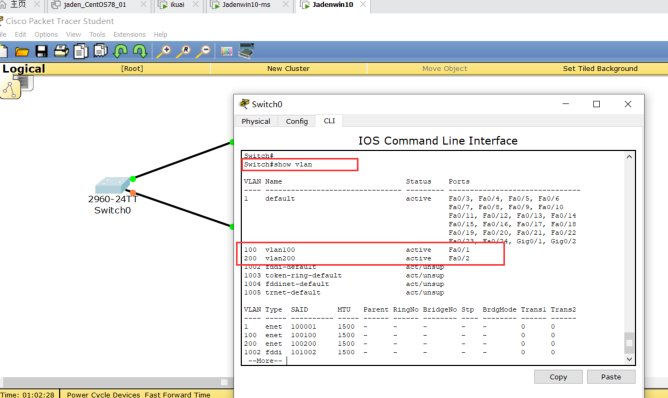 主页 jaden_CentOS78_01 ikuai Jadenwin10-ms Jadenwin10
Cisco Packet Tracer Student
File Edit Options View Tools Extensions Help
Logical [Root] New Cluster Move Object Set Tiled Background
Switch0
Physical Config CLI
IOS Command Line Interface
Switch#
Switch#show vlan
VLAN Name Status Ports
---- -------------------------------- --------- -------------------------------
1 default active Fa0/3, Fa0/4, Fa0/5, Fa0/6
Fa0/7, Fa0/8, Fa0/9, Fa0/10
Fa0/11, Fa0/12, Fa0/13, Fa0/14
Fa0/15, Fa0/16, Fa0/17, Fa0/18
Fa0/19, Fa0/20, Fa0/21, Fa0/22
Fa0/23, Fa0/24, Gig0/1, Gig0/2
100 vlan100 active Fa0/1
200 vlan200 active Fa0/2
1002 fddi-default act/unsup
1003 token-ring-default act/unsup
1004 fddinet-default act/unsup
1005 trnet-default act/unsup
VLAN Type SAID MTU Parent RingNo BridgeNo Stp BrdgMode Trans1 Trans2
---- ----- ---------- ----- ------ ------ -------- ---- -------- ------ ------
1 enet 100001 1500 - - - - - 0 0
100 enet 100100 1500 - - - - - 0 0
200 enet 100200 1500 - - - - - 0 0
1002 fddi 101002 1500 - - - - - 0 0
--More--
2960-24TT
Switch0
Copy Paste
Time: 01:02:28 Power Cycle Devices Fast Forward Time